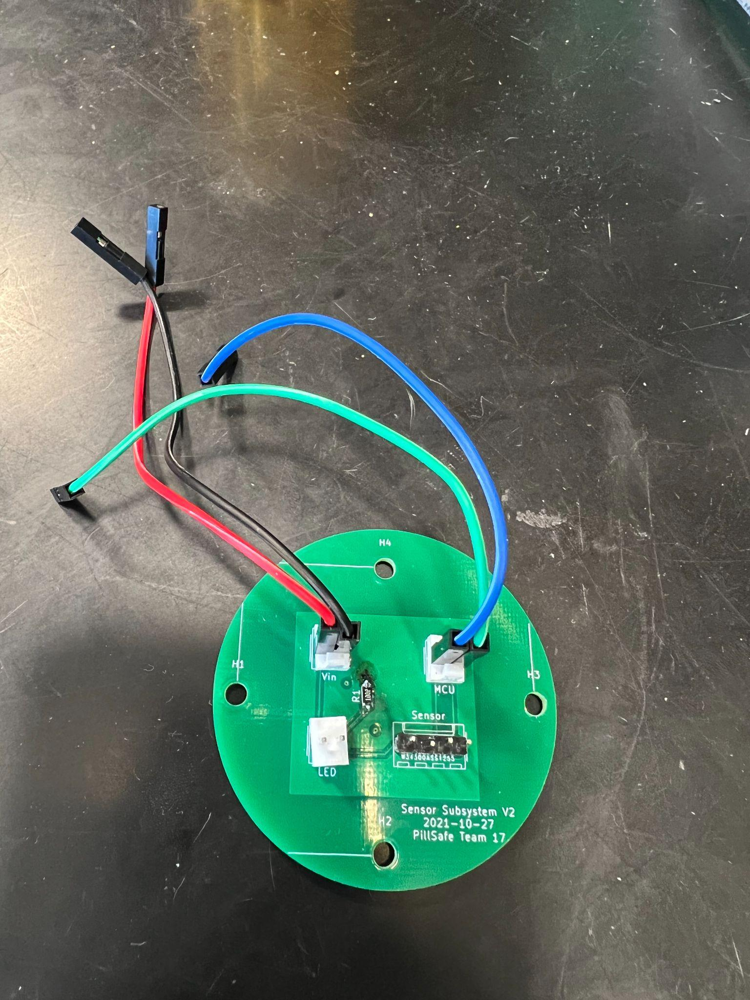 H4
H1
Vin
MCU
H3
R1
Sensor
LED
Sensor Subsystem V2
2021-10-27
PillSafe Team 17
H2